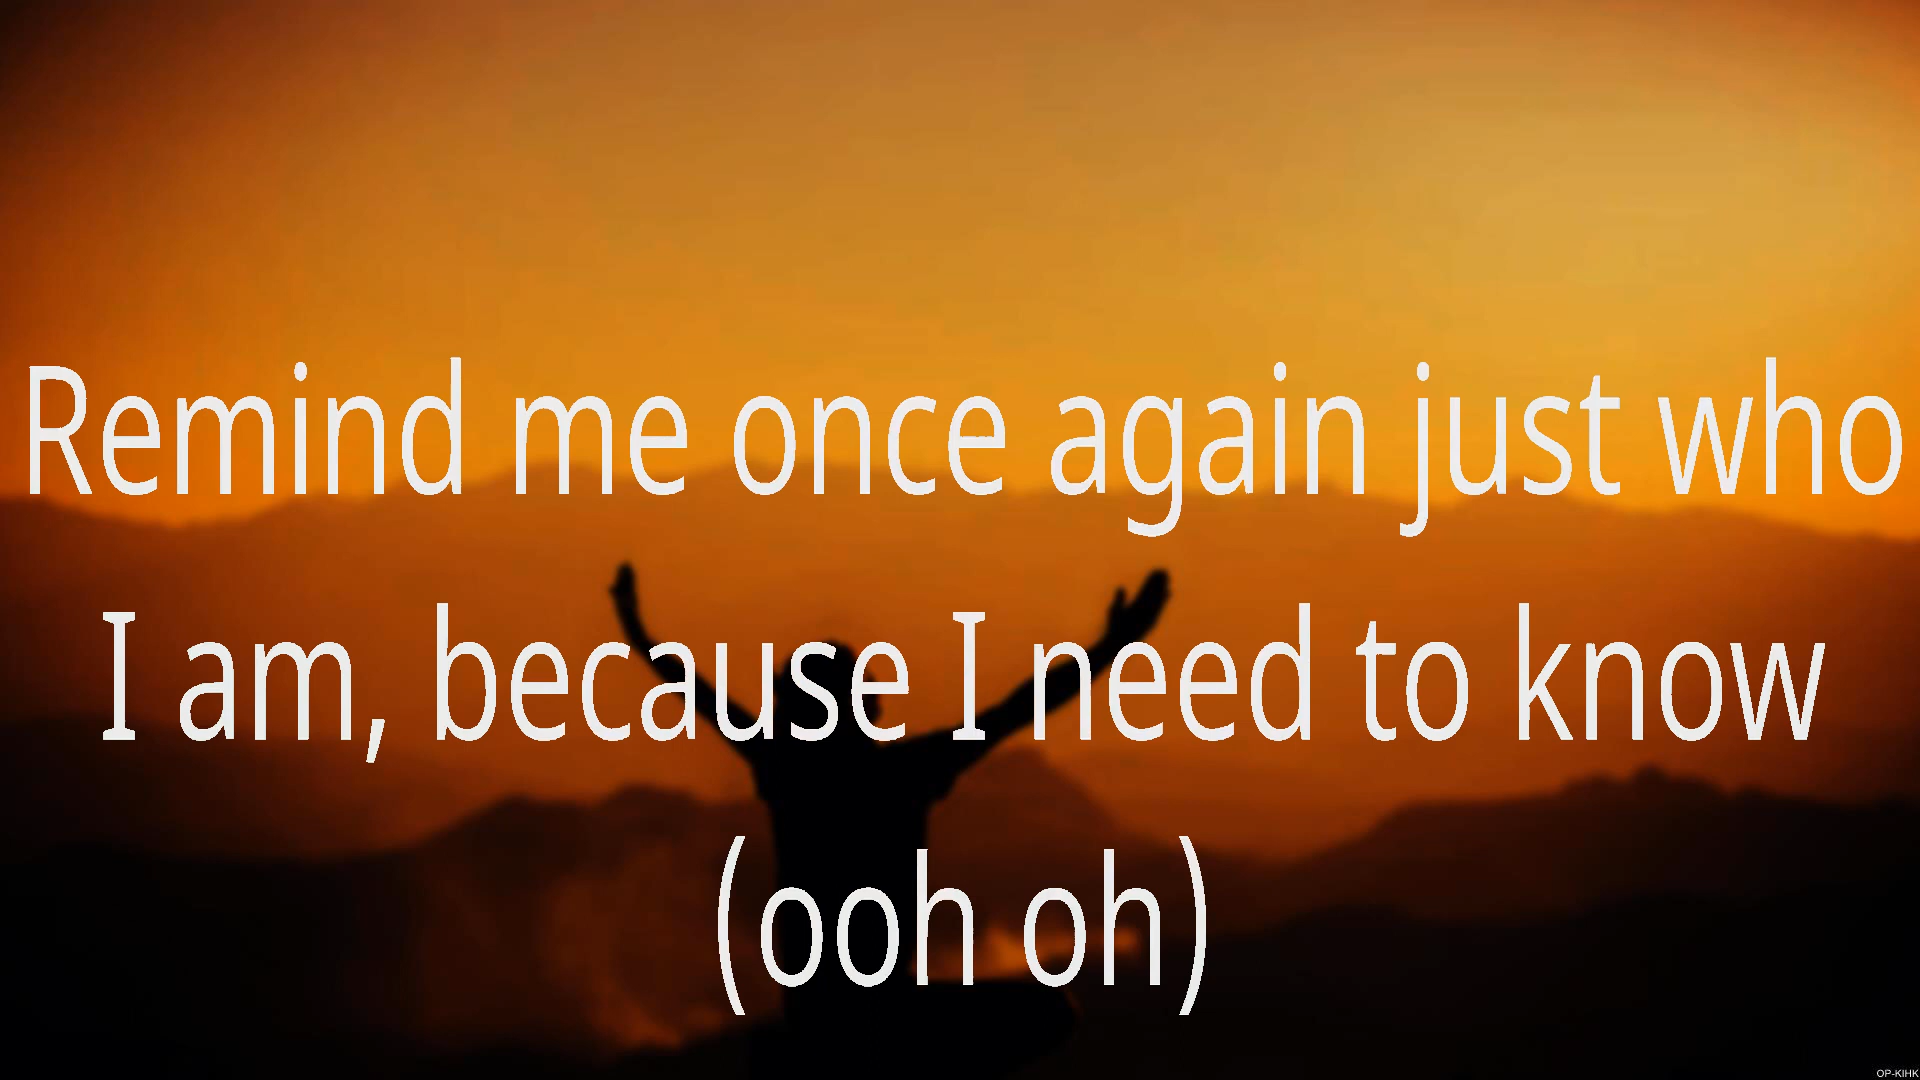 Remind me once again just who
I am, because I need to know
(ooh oh)
OP-KIHK